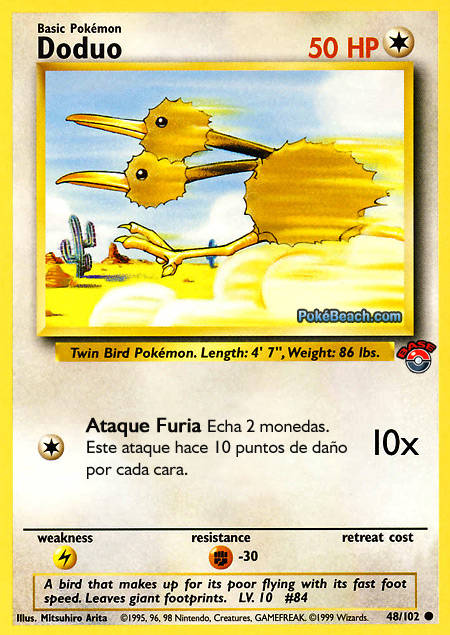 Basic Pokémon
Doduo
50 HP
PokéBeach.com
Twin Bird Pokémon. Length: 4' 7", Weight: 86 lbs.
BASE
Ataque Furia Echa 2 monedas.
Este ataque hace 10 puntos de daño
por cada cara.
10x
weakness
resistance
retreat cost
-30
A bird that makes up for its poor flying with its fast foot
speed. Leaves giant footprints. LV. 10 #84
Illus. Mitsuhiro Arita ©1995, 96, 98 Nintendo, Creatures, GAMEFREAK. ©1999 Wizards. 48/102